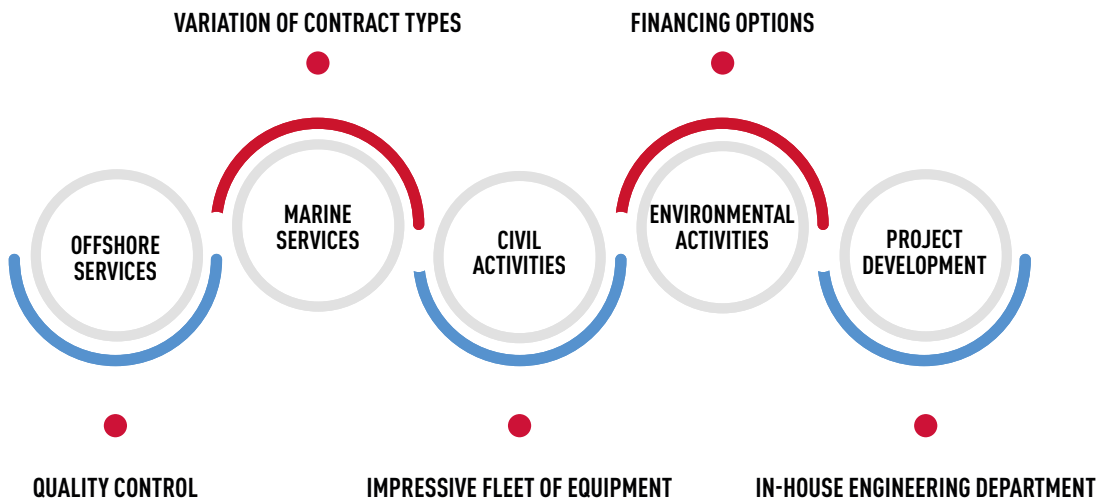 VARIATION OF CONTRACT TYPES
FINANCING OPTIONS
OFFSHORE
SERVICES
MARINE
SERVICES
CIVIL
ACTIVITIES
ENVIRONMENTAL
ACTIVITIES
PROJECT
DEVELOPMENT
QUALITY CONTROL
IMPRESSIVE FLEET OF EQUIPMENT
IN-HOUSE ENGINEERING DEPARTMENT